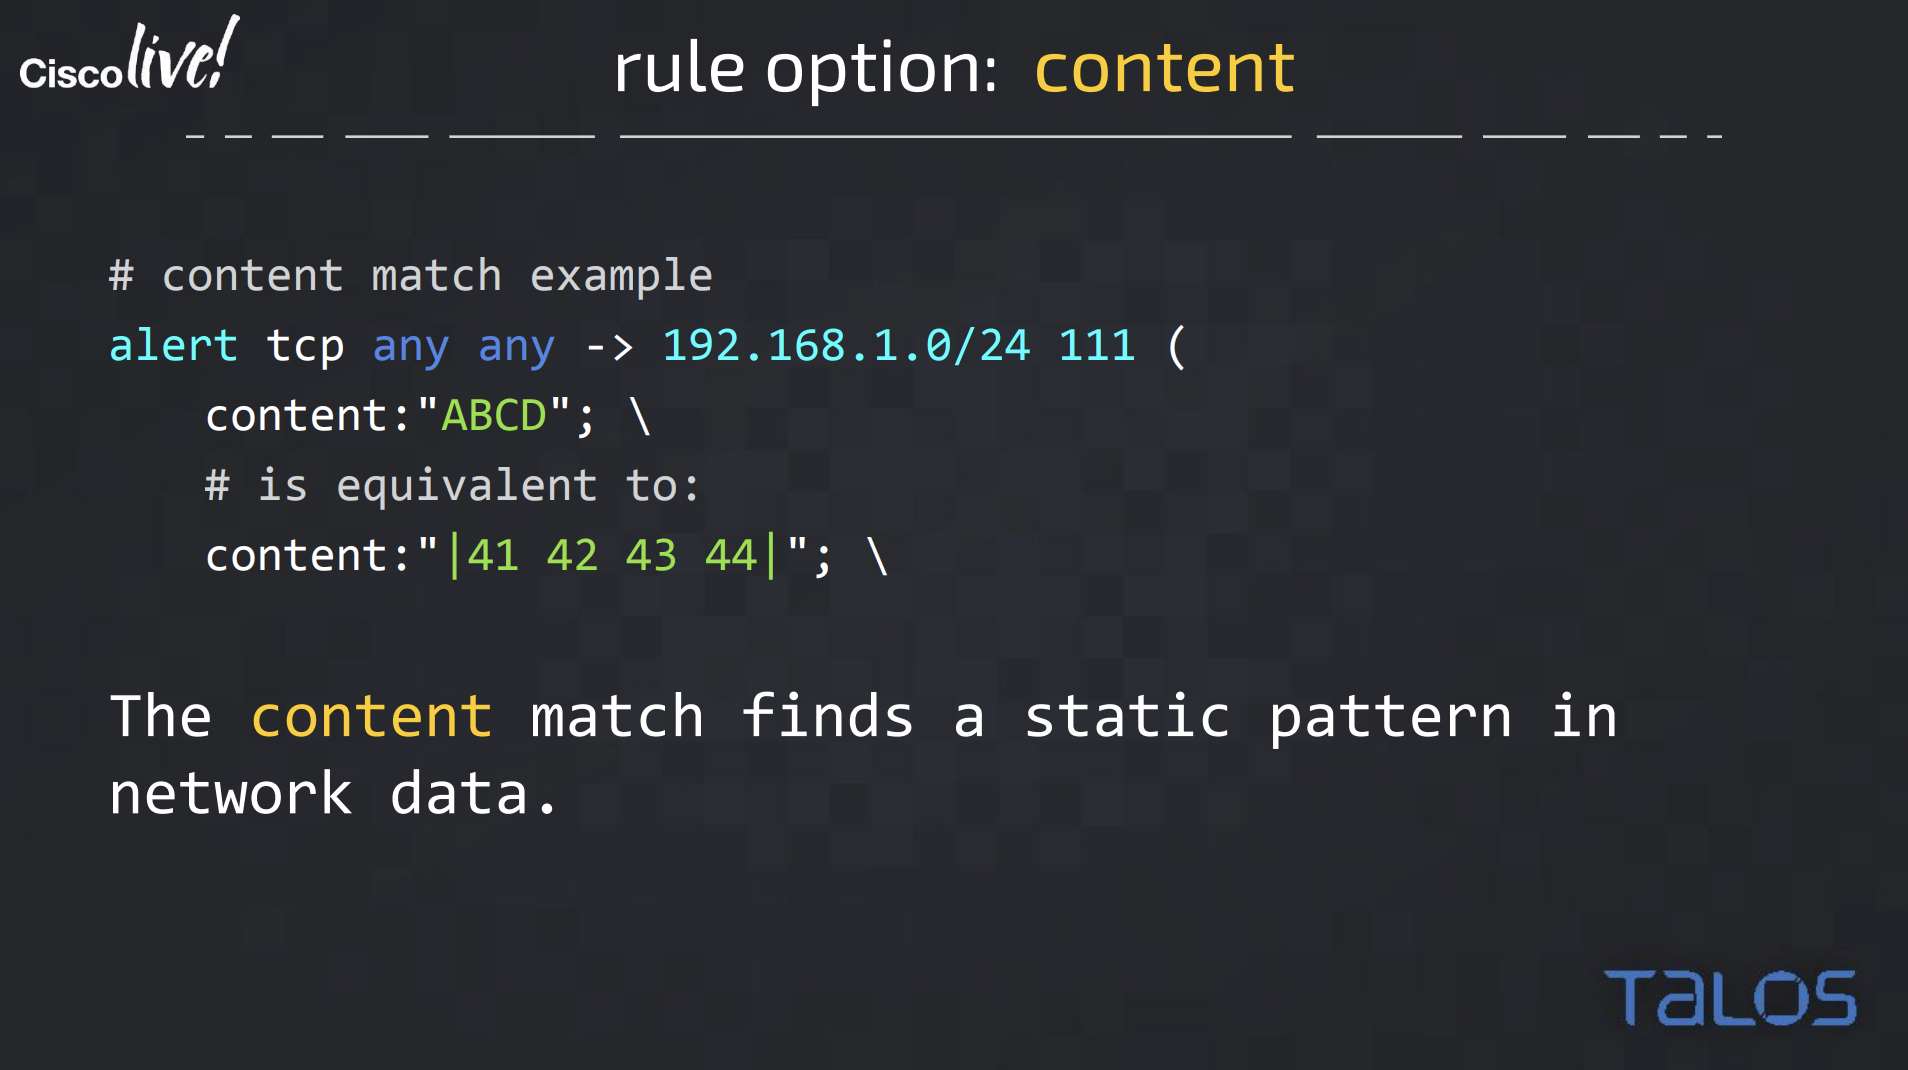 Cisco live!
rule option: content
# content match example
alert tcp any any -> 192.168.1.0/24 111 (
content:"ABCD"; \
# is equivalent to:
content:"|41 42 43 44|"; \
The content match finds a static pattern in
network data.
TALOS